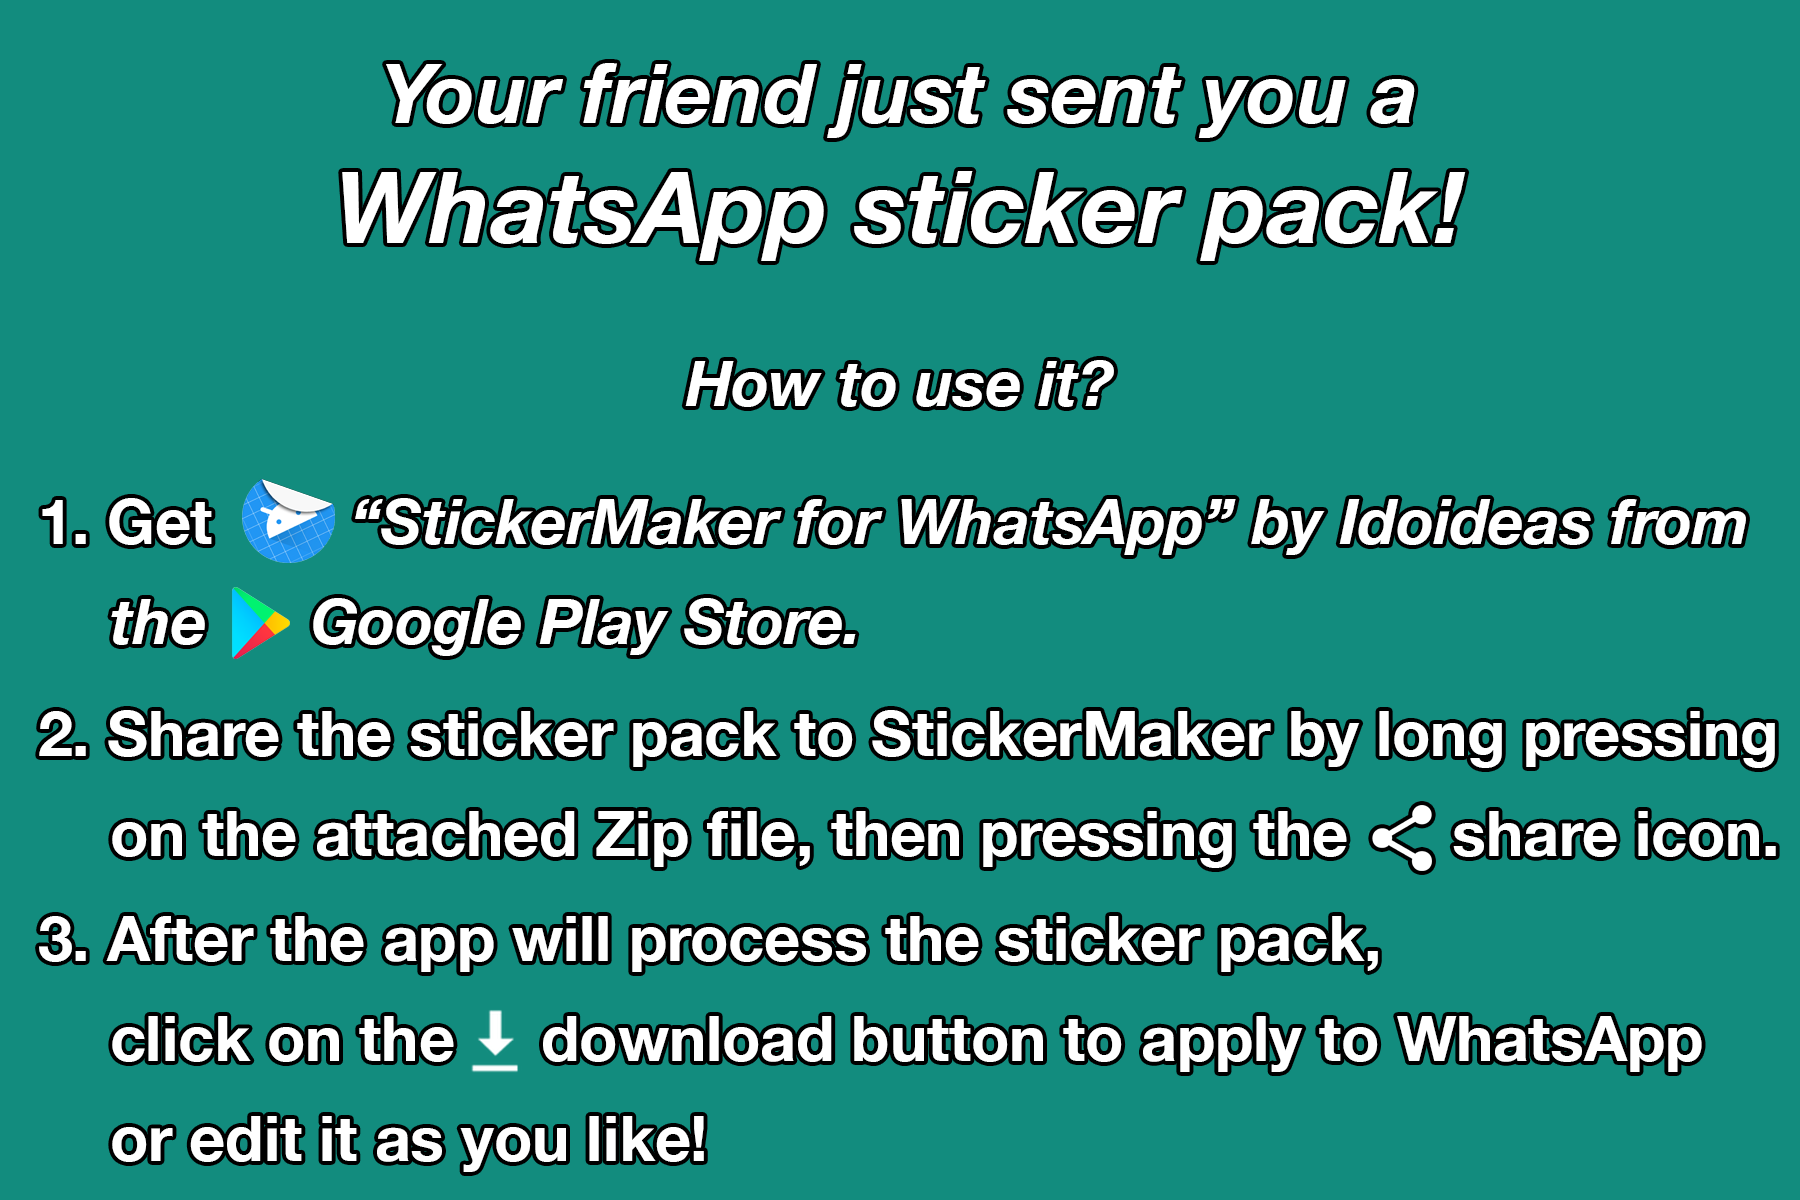 Your friend just sent you a
WhatsApp sticker pack!
How to use it?
1. Get “StickerMaker for WhatsApp” by Idoideas from
the Google Play Store.
2. Share the sticker pack to StickerMaker by long pressing
on the attached Zip file, then pressing the share icon.
3. After the app will process the sticker pack,
click on the download button to apply to WhatsApp
or edit it as you like!